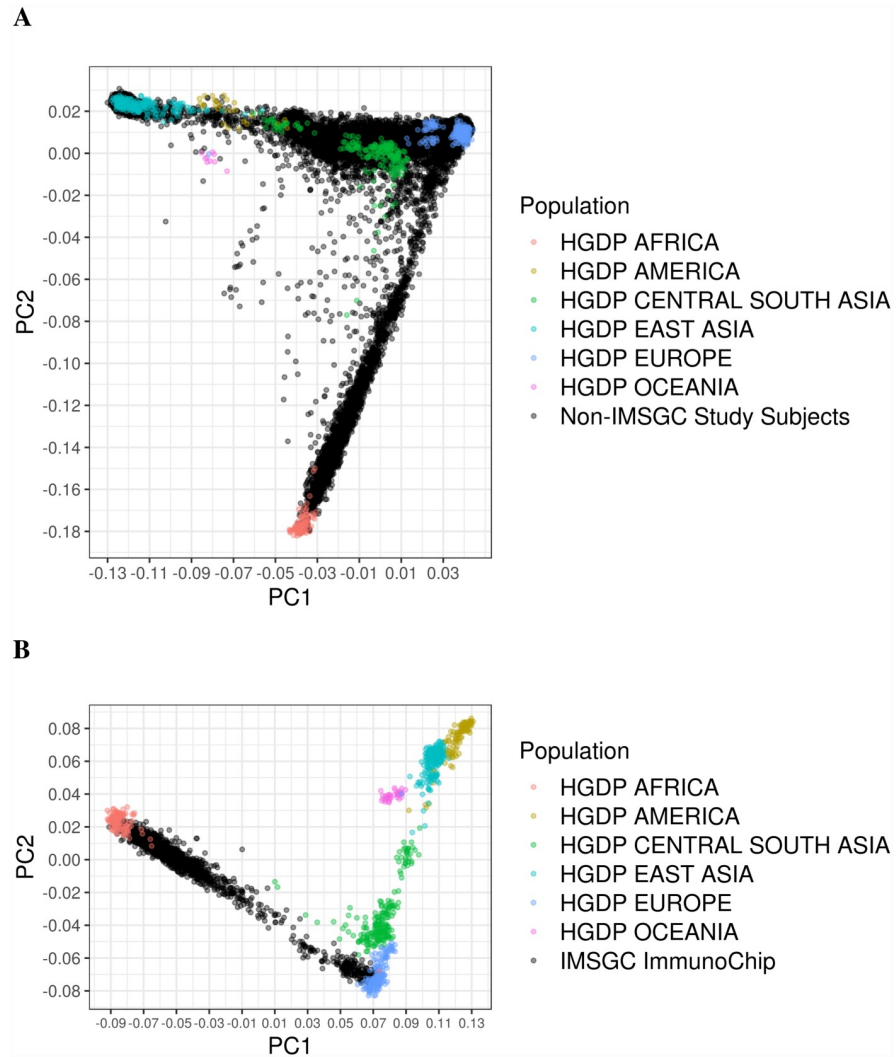 A
0.02
0.00
-0.02
-0.04
-0.06
-0.08
-0.10
-0.12
-0.14
-0.16
-0.18
PC2
-0.13 -0.11 -0.09 -0.07 -0.05 -0.03 -0.01 0.01 0.03
PC1
Population
HGDP AFRICA
HGDP AMERICA
HGDP CENTRAL SOUTH ASIA
HGDP EAST ASIA
HGDP EUROPE
HGDP OCEANIA
Non-IMSGC Study Subjects
B
0.08
0.06
0.04
0.02
0.00
-0.02
-0.04
-0.06
-0.08
PC2
-0.09 -0.07 -0.05 -0.03 -0.01 0.01 0.03 0.05 0.07 0.09 0.11 0.13
PC1
Population
HGDP AFRICA
HGDP AMERICA
HGDP CENTRAL SOUTH ASIA
HGDP EAST ASIA
HGDP EUROPE
HGDP OCEANIA
IMSGC ImmunoChip